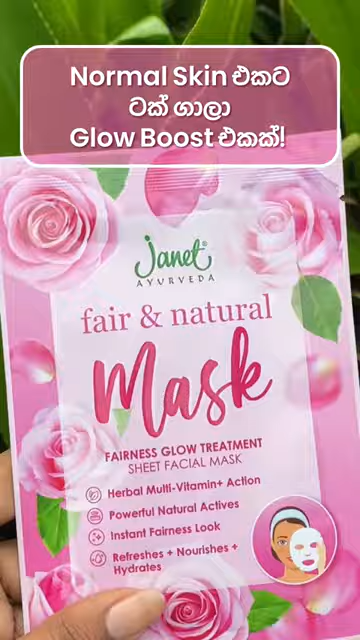 Normal Skin එකට
ටක් ගාලා
Glow Boost එකක්!
Janet®
AYURVEDA
fair & natural
Mask
FAIRNESS GLOW TREATMENT
SHEET FACIAL MASK
Herbal Multi-Vitamin+ Action
Powerful Natural Actives
Instant Fairness Look
Refreshes + Nourishes +
Hydrates